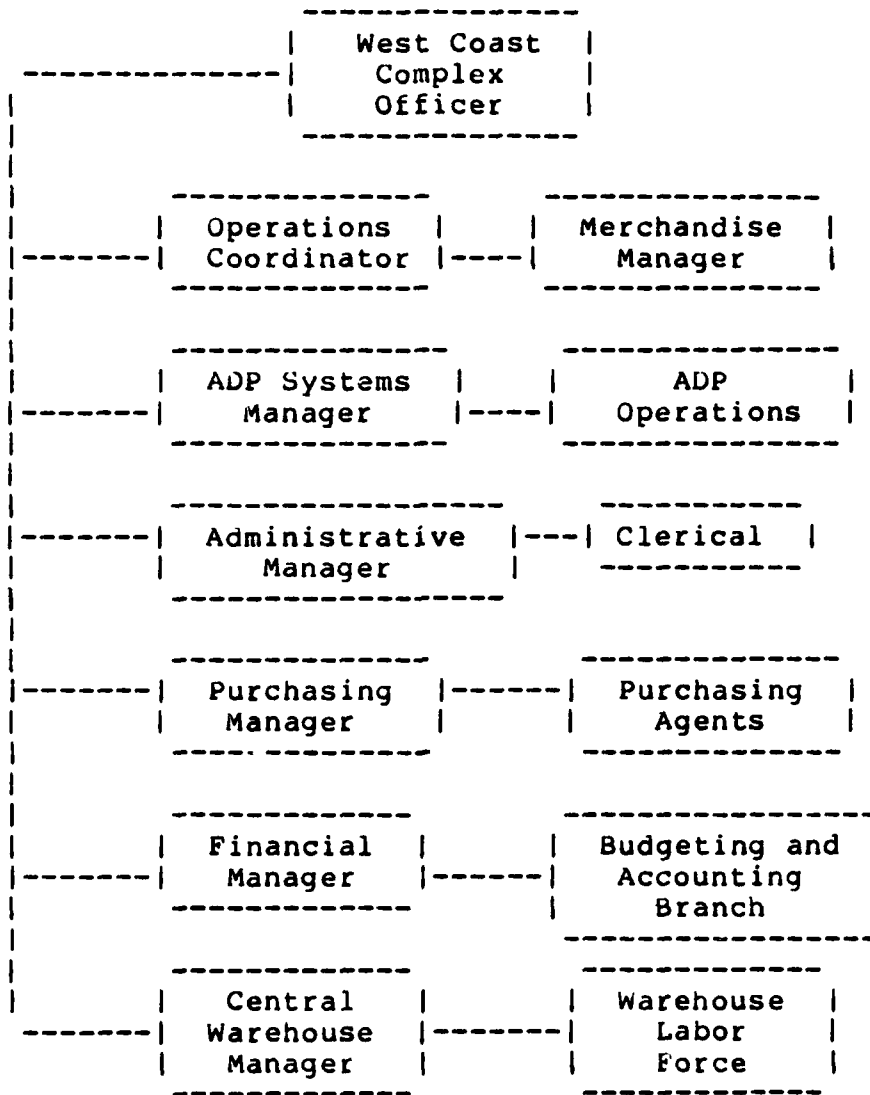 West Coast
Complex
Officer
Operations
Coordinator
Merchandise
Manager
ADP Systems
Manager
ADP
Operations
Administrative
Manager
Clerical
Purchasing
Manager
Purchasing
Agents
Financial
Manager
Budgeting and
Accounting
Branch
Central
Warehouse
Manager
Warehouse
Labor
Force